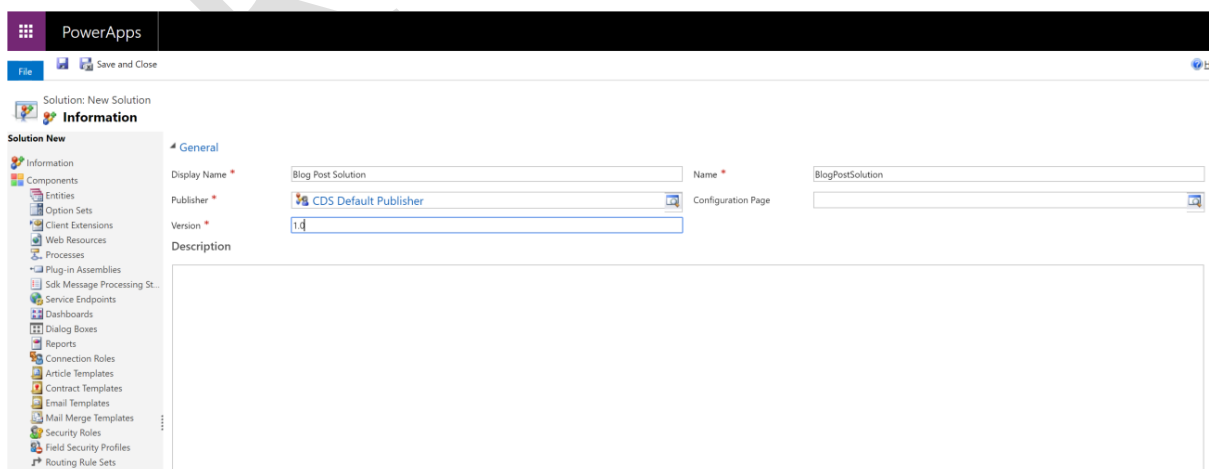 PowerApps
File
Save and Close
Solution: New Solution
Information
Solution New
Information
Components
Entities
Option Sets
Client Extensions
Web Resources
Processes
Plug-in Assemblies
Sdk Message Processing St...
Service Endpoints
Dashboards
Dialog Boxes
Reports
Connection Roles
Article Templates
Contract Templates
Email Templates
Mail Merge Templates
Security Roles
Field Security Profiles
Routing Rule Sets
General
Display Name * Blog Post Solution Name * BlogPostSolution
Publisher * CDS Default Publisher Configuration Page
Version * 1.0
Description